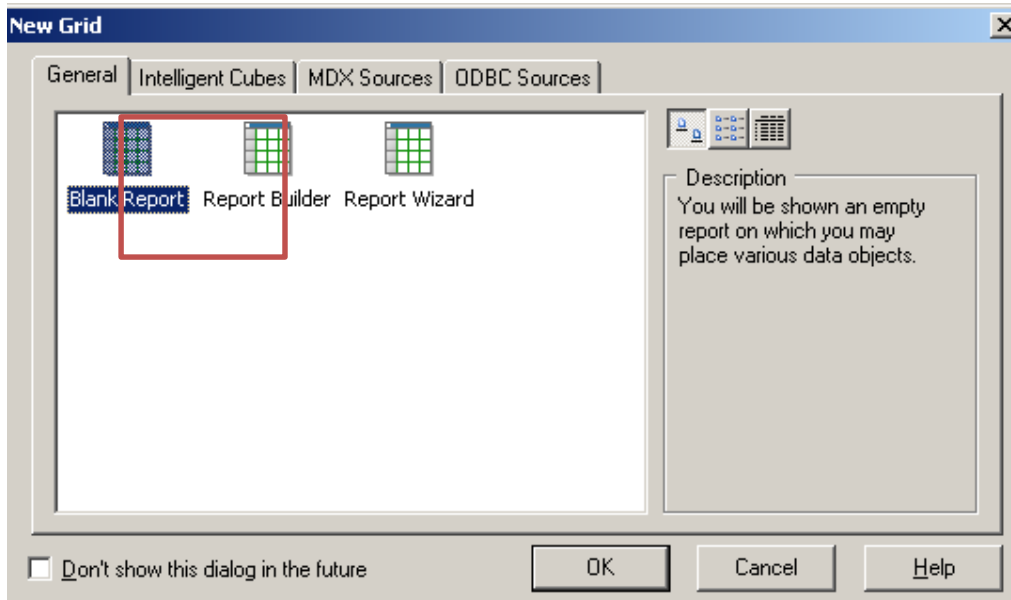 New Grid
General Intelligent Cubes MDX Sources ODBC Sources
Blank Report Report Builder Report Wizard
Description
You will be shown an empty
report on which you may
place various data objects.
Don't show this dialog in the future OK Cancel Help